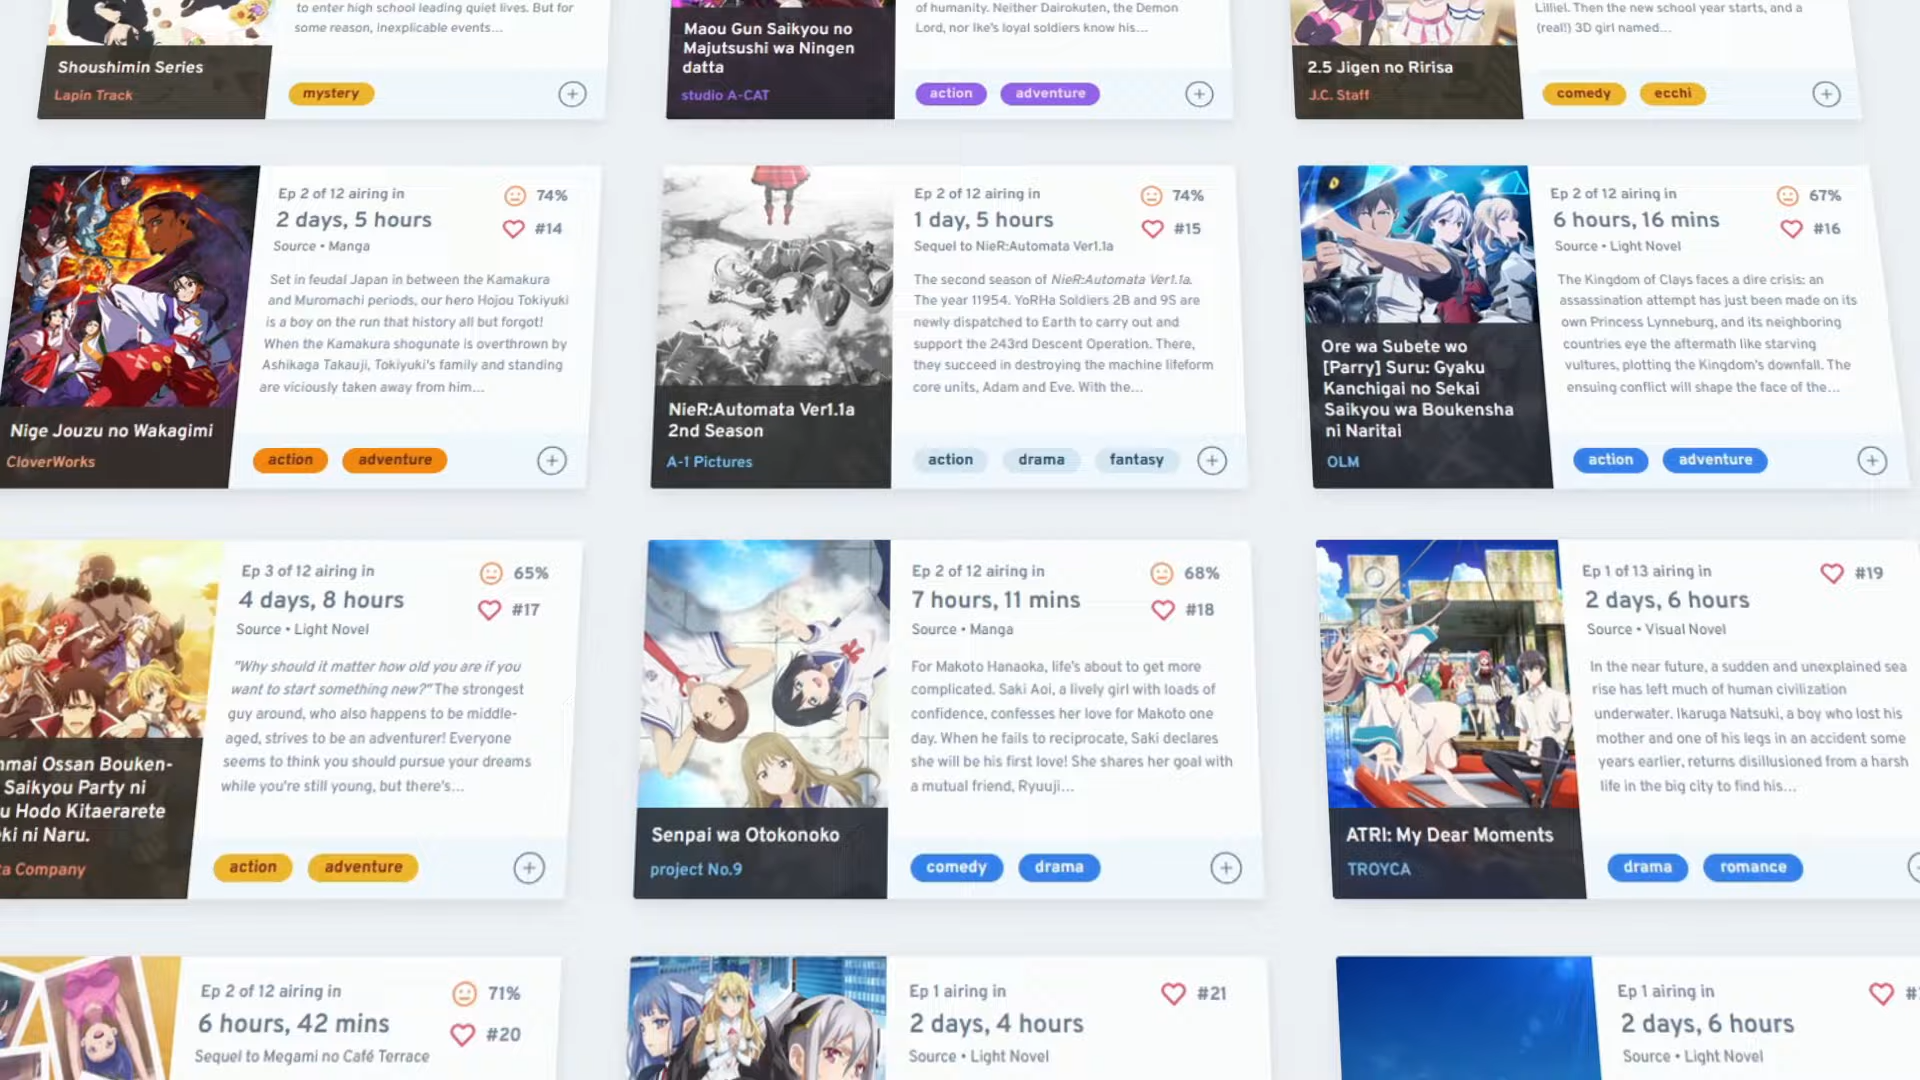 to enter high school leading quiet lives. But for
some reason, inexplicable events...
Shoushimin Series
Lapin Track
mystery
of humanity. Neither Dairokuten, the Demon
Lord, nor Ike's loyal soldiers know his...
Maou Gun Saikyou no
Majutsushi wa Ningen
datta
studio A-CAT
action
adventure
Lilliel. Then the new school year starts, and a
(real!) 3D girl named...
2.5 Jigen no Ririsa
J.C. Staff
comedy
ecchi
Ep 2 of 12 airing in
2 days, 5 hours
Source • Manga
74%
#14
Set in feudal Japan in between the Kamakura
and Muromachi periods, our hero Hojou Tokiyuki
is a boy on the run that history all but forgot!
When the Kamakura shogunate is overthrown by
Ashikaga Takauji, Tokiyuki's family and standing
are viciously taken away from him...
Nige Jouzu no Wakagimi
CloverWorks
action
adventure
Ep 2 of 12 airing in
1 day, 5 hours
Sequel to NieR:Automata Ver1.1a
74%
#15
The second season of NieR:Automata Ver1.1a.
The year 11954. YoRHa Soldiers 2B and 9S are
newly dispatched to Earth to carry out and
support the 243rd Descent Operation. There,
they succeed in destroying the machine lifeform
core units, Adam and Eve. With the...
NieR:Automata Ver1.1a
2nd Season
A-1 Pictures
action
drama
fantasy
Ep 2 of 12 airing in
6 hours, 16 mins
Source • Light Novel
67%
#16
The Kingdom of Clays faces a dire crisis: an
assassination attempt has just been made on its
own Princess Lynneburg, and its neighboring
countries eye the aftermath like starving
vultures, plotting the Kingdom's downfall. The
ensuing conflict will shape the face of the...
Ore wa Subete wo
[Parry] Suru: Gyaku
Kanchigai no Sekai
Saikyou wa Boukensha
ni Naritai
OLM
action
adventure
Ep 3 of 12 airing in
4 days, 8 hours
Source • Light Novel
65%
#17
"Why should it matter how old you are if you
want to start something new?" The strongest
guy around, who also happens to be middle-
aged, strives to be an adventurer! Everyone
seems to think you should pursue your dreams
while you're still young, but there's...
nmai Ossan Bouken-
Saikyou Party ni
u Hodo Kitaerarete
ki ni Naru.
ta Company
action
adventure
Ep 2 of 12 airing in
7 hours, 11 mins
Source • Manga
68%
#18
For Makoto Hanaoka, life's about to get more
complicated. Saki Aoi, a lively girl with loads of
confidence, confesses her love for Makoto one
day. When he fails to reciprocate, Saki declares
she will be his first love! She shares her goal with
a mutual friend, Ryuuji...
Senpai wa Otokonoko
project No.9
comedy
drama
Ep 1 of 13 airing in
2 days, 6 hours
Source • Visual Novel
#19
In the near future, a sudden and unexplained sea
rise has left much of human civilization
underwater. Ikaruga Natsuki, a boy who lost his
mother and one of his legs in an accident some
years earlier, returns disillusioned from a harsh
life in the big city to find his...
ATRI: My Dear Moments
TROYCA
drama
romance
Ep 2 of 12 airing in
6 hours, 42 mins
Sequel to Megami no Café Terrace
71%
#20
Ep 1 airing in
2 days, 4 hours
Source • Light Novel
#21
Ep 1 airing in
2 days, 6 hours
Source • Light Novel